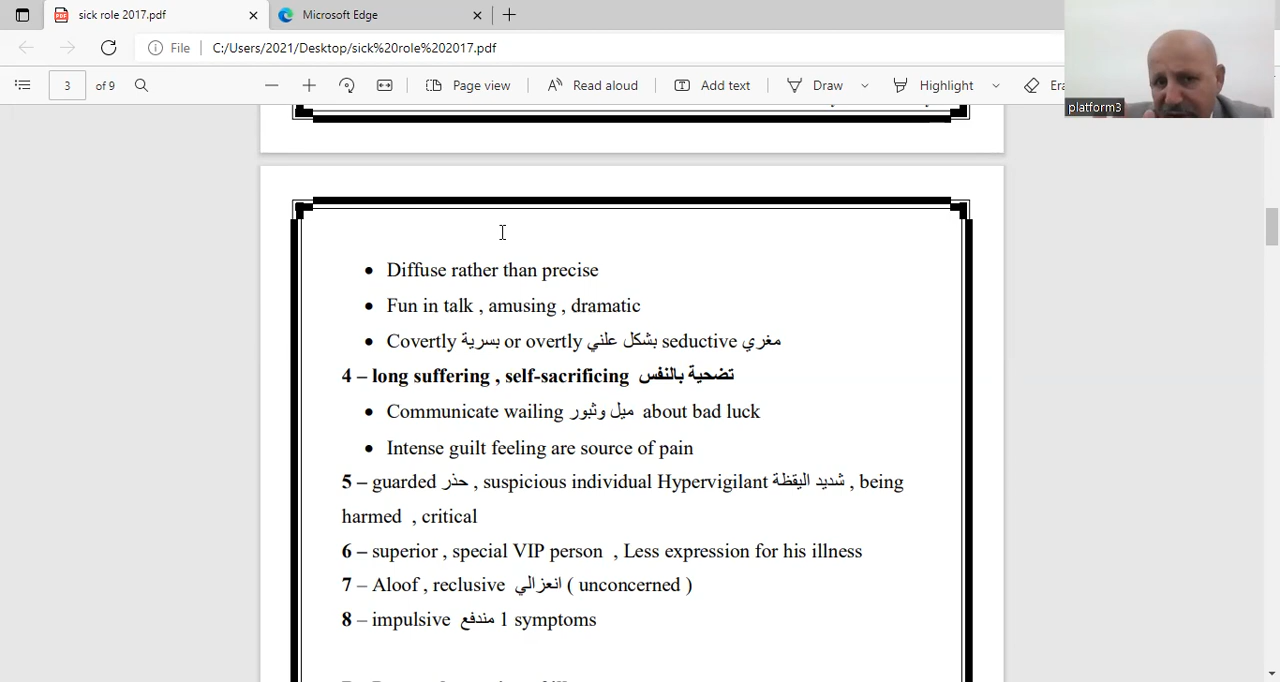 sick role 2017.pdf
Microsoft Edge
File C:/Users/2021/Desktop/sick%20role%202017.pdf
3 of 9 Page view Read aloud Add text Draw Highlight
platform3
Diffuse rather than precise
Fun in talk , amusing , dramatic
Covertly بسرية or overtly بشكل علني seductive مغري
4 – long suffering , self-sacrificing تضحية بالنفس
Communicate wailing ميل وثبور about bad luck
Intense guilt feeling are source of pain
5 – guarded حذر , suspicious individual Hypervigilant شديد اليقظة , being
harmed , critical
6 – superior , special VIP person , Less expression for his illness
7 – Aloof , reclusive انعزالي ( unconcerned )
8 – impulsive مندفع 1 symptoms